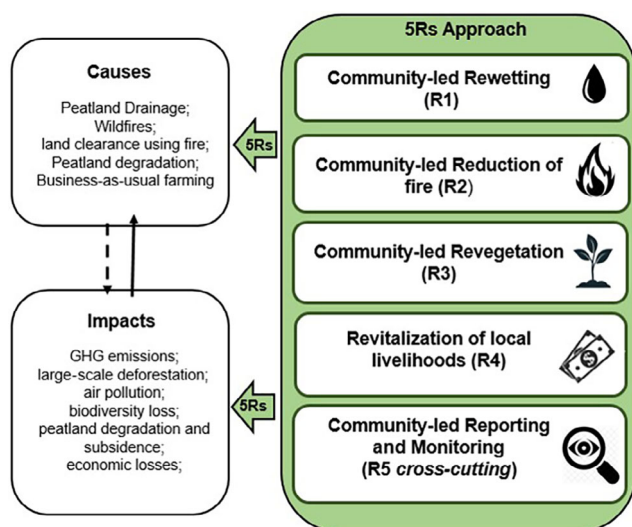 Causes
Peatland Drainage;
Wildfires;
land clearance using fire;
Peatland degradation;
Business-as-usual farming
Impacts
GHG emissions;
large-scale deforestation;
air pollution;
biodiversity loss;
peatland degradation and
subsidence;
economic losses;
5Rs
5Rs
5Rs Approach
Community-led Rewetting
(R1)
Community-led Reduction of
fire (R2)
Community-led Revegetation
(R3)
Revitalization of local
livelihoods (R4)
Community-led Reporting
and Monitoring
(R5 cross-cutting)